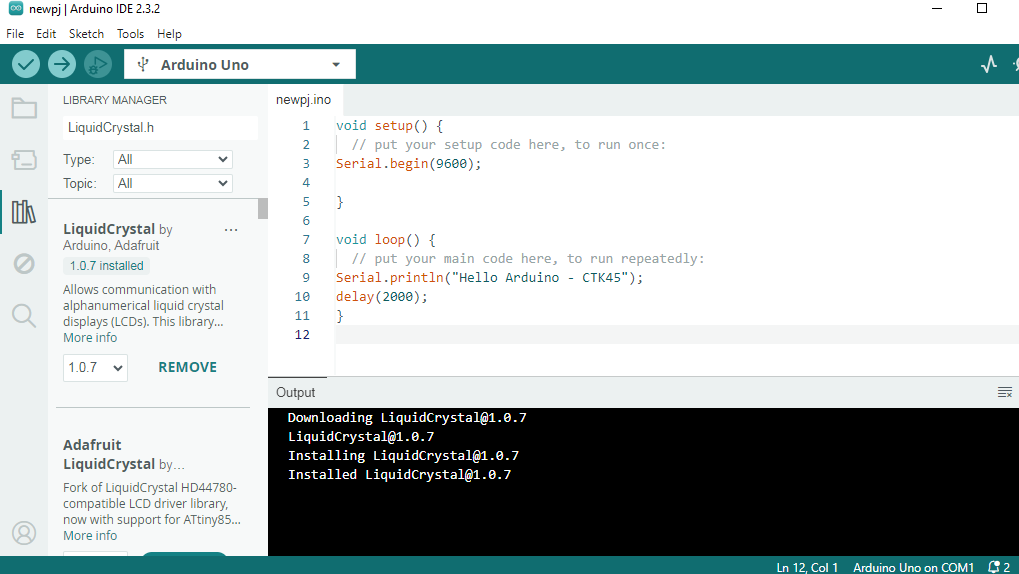 newpj | Arduino IDE 2.3.2
File Edit Sketch Tools Help
Arduino Uno
LIBRARY MANAGER
LiquidCrystal.h
Type: All
Topic: All
LiquidCrystal by
Arduino, Adafruit
1.0.7 installed
Allows communication with
alphanumerical liquid crystal
displays (LCDs). This library...
More info
1.0.7 REMOVE
Adafruit
LiquidCrystal by...
Fork of LiquidCrystal HD44780-
compatible LCD driver library,
now with support for ATtiny85...
More info
newpj.ino
1 void setup() {
2 // put your setup code here, to run once:
3 Serial.begin(9600);
4
5 }
6
7 void loop() {
8 // put your main code here, to run repeatedly:
9 Serial.println("Hello Arduino - CTK45");
10 delay(2000);
11 }
12
Output
Downloading LiquidCrystal@1.0.7
LiquidCrystal@1.0.7
Installing LiquidCrystal@1.0.7
Installed LiquidCrystal@1.0.7
Ln 12, Col 1 Arduino Uno on COM1 2